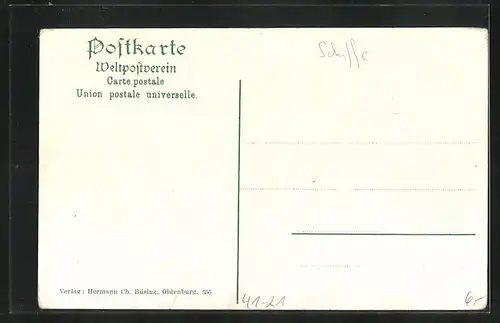 Postkarte
Weltpostverein
Carte postale
Union postale universelle.
Schiffe
Verlag: Hermann Ch. Büsing, Oldenburg. 555
41-21
6,-